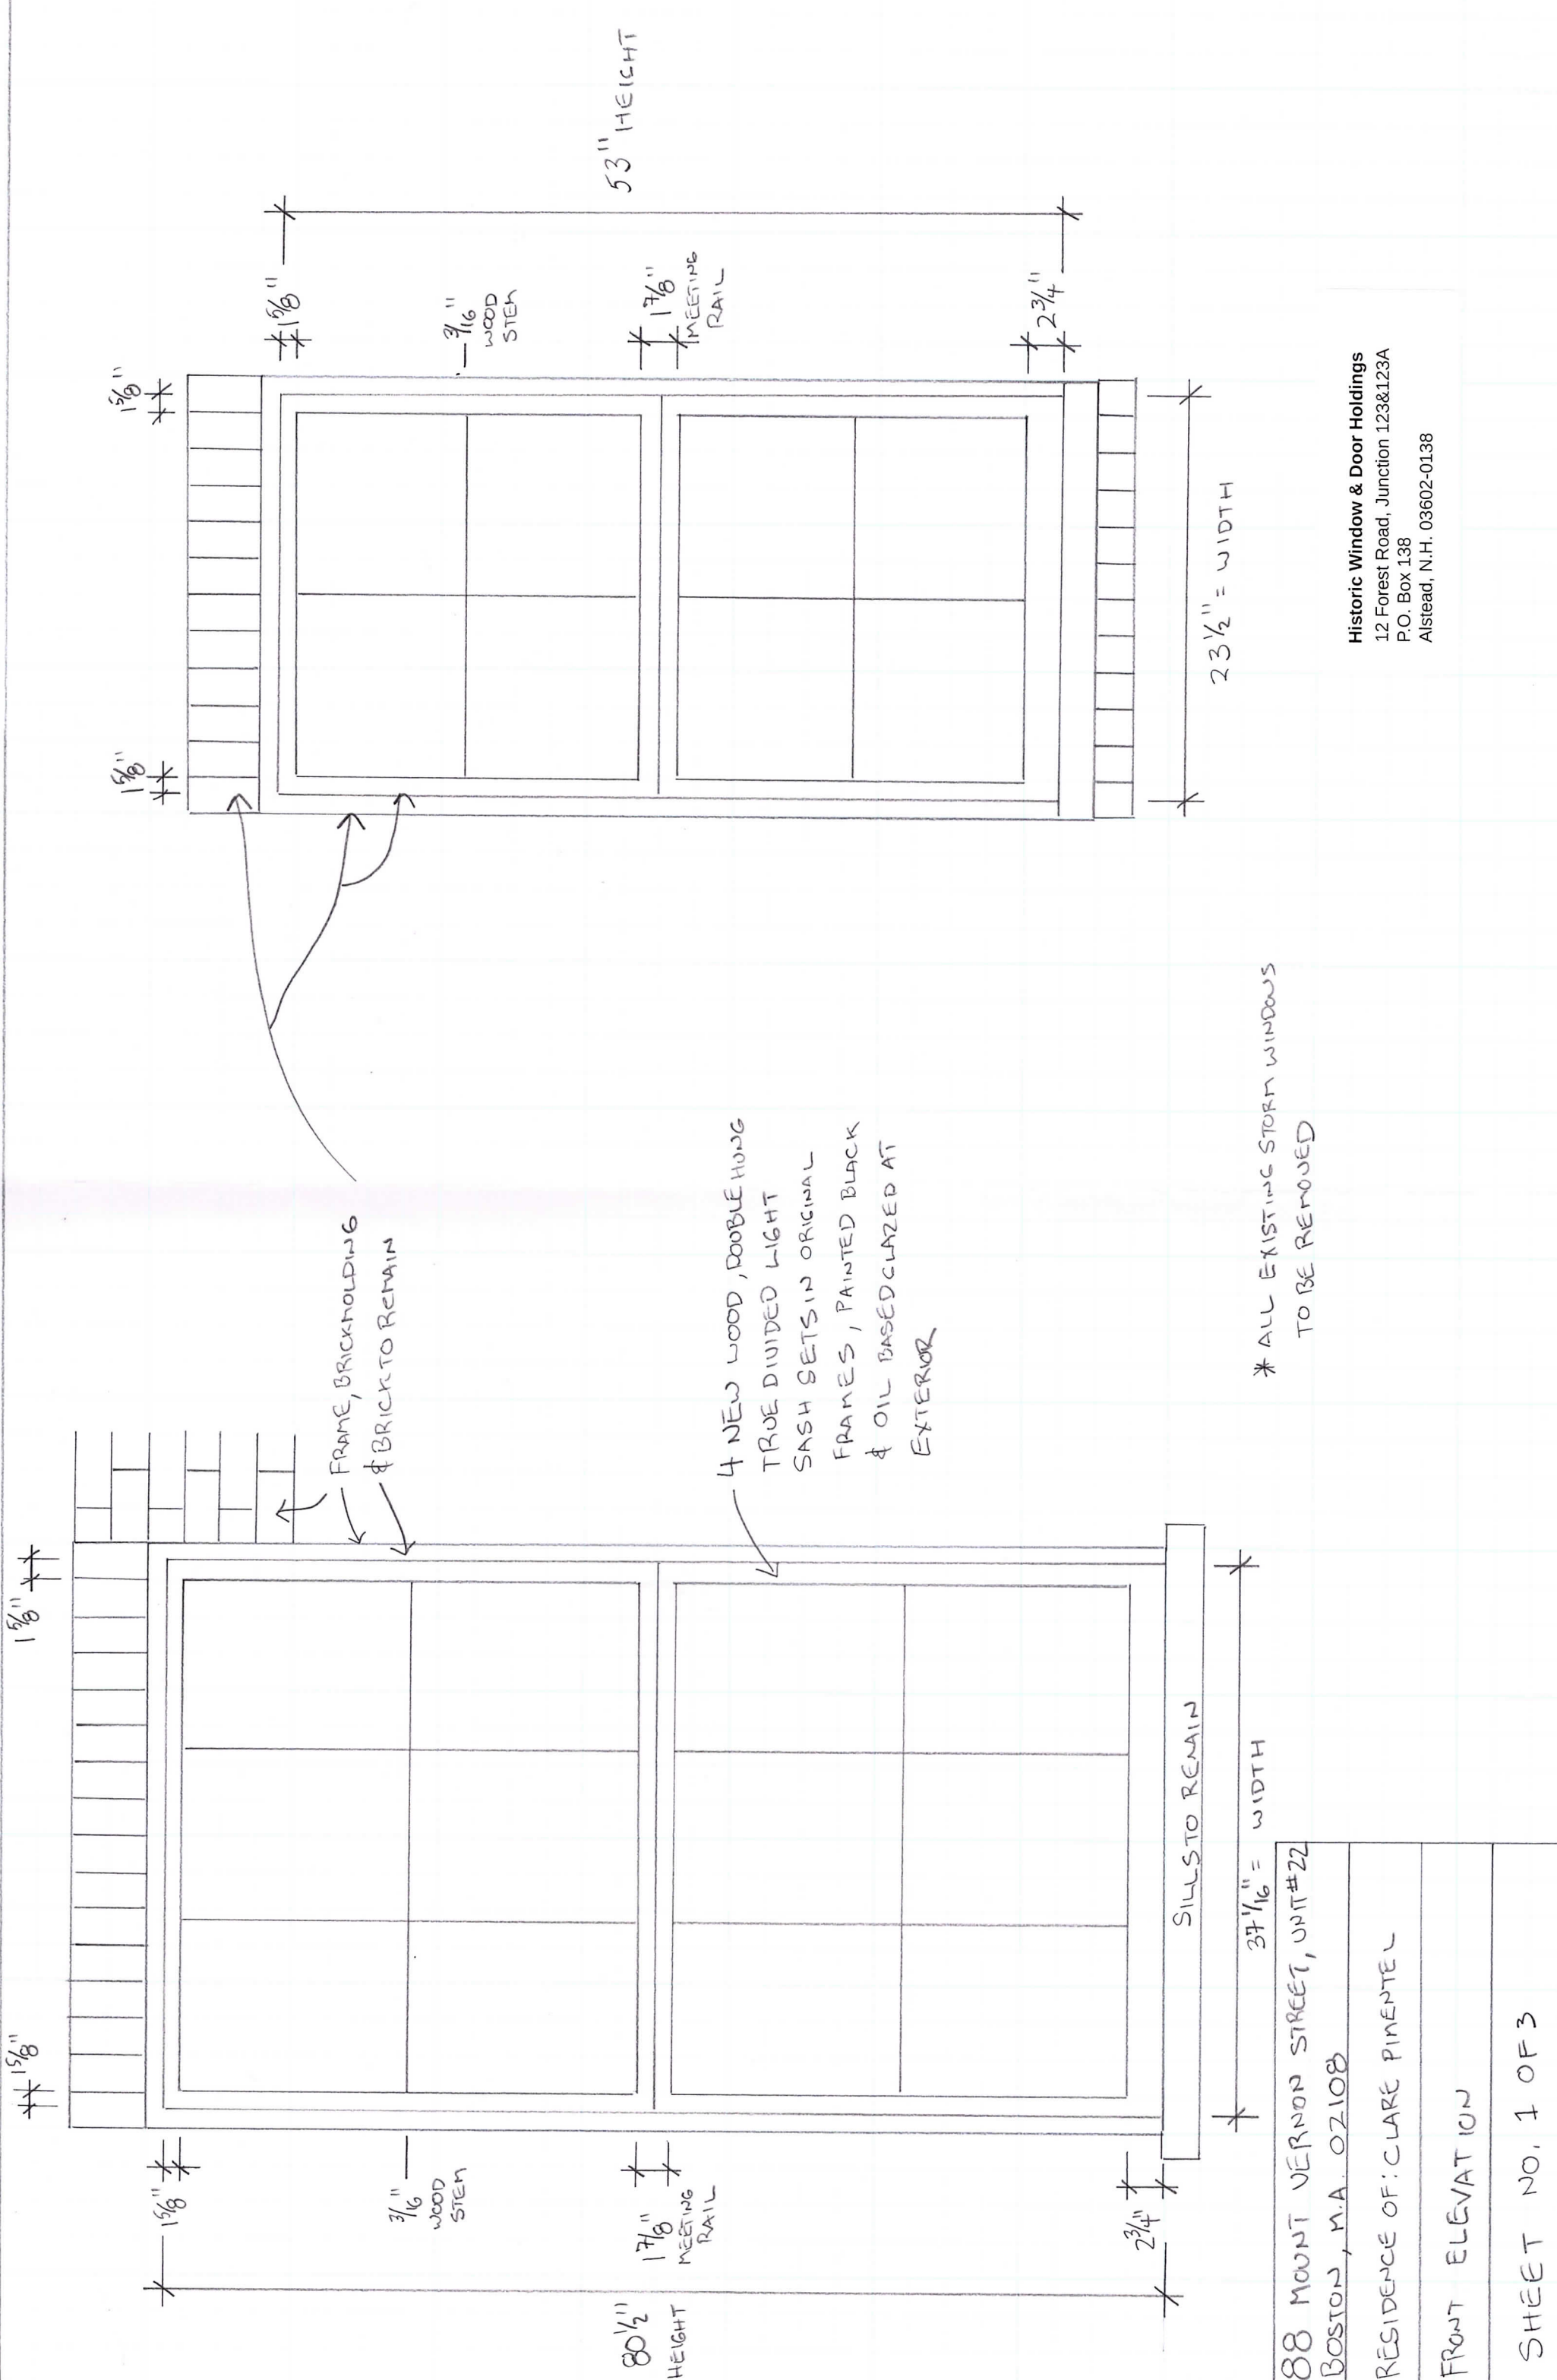 1 5/8"
1 5/8"
1 5/8"
3/16"
WOOD
STEM
1 7/8"
MEETING
RAIL
2 3/4"
80 1/2"
HEIGHT
SILLS TO REMAIN
37 1/16" = WIDTH
FRAME, BRICKMOLDING
& BRICK TO REMAIN
4 NEW WOOD, DOUBLE HUNG
TRUE DIVIDED LIGHT
SASH SETS IN ORIGINAL
FRAMES, PAINTED BLACK
& OIL BASED GLAZED AT
EXTERIOR
* ALL EXISTING STORM WINDOWS
TO BE REMOVED
1 5/8"
1 5/8"
1 5/8"
3/16"
WOOD
STEM
1 7/8"
MEETING
RAIL
2 3/4"
53" HEIGHT
23 1/2" = WIDTH
88 MOUNT VERNON STREET, UNIT #22
BOSTON, M.A. 02108
RESIDENCE OF: CLARE PIMENTEL
FRONT ELEVATION
SHEET NO. 1 OF 3
Historic Window & Door Holdings
12 Forest Road, Junction 123&123A
P.O. Box 138
Alstead, N.H. 03602-0138